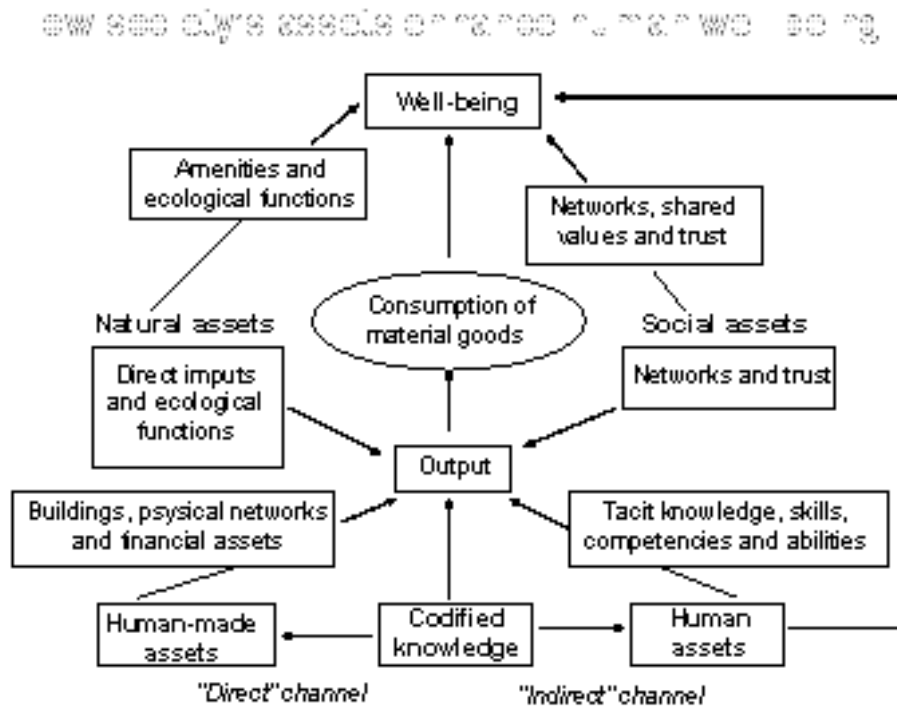 Well-being
Amenities and
ecological functions
Networks, shared
values and trust
Consumption of
material goods
Natural assets
Social assets
Direct imputs
and ecological
functions
Networks and trust
Output
Buildings, psysical networks
and financial assets
Tacit knowledge, skills,
competencies and abilities
Human-made
assets
Codified
knowledge
Human
assets
"Direct" channel
"Indirect" channel